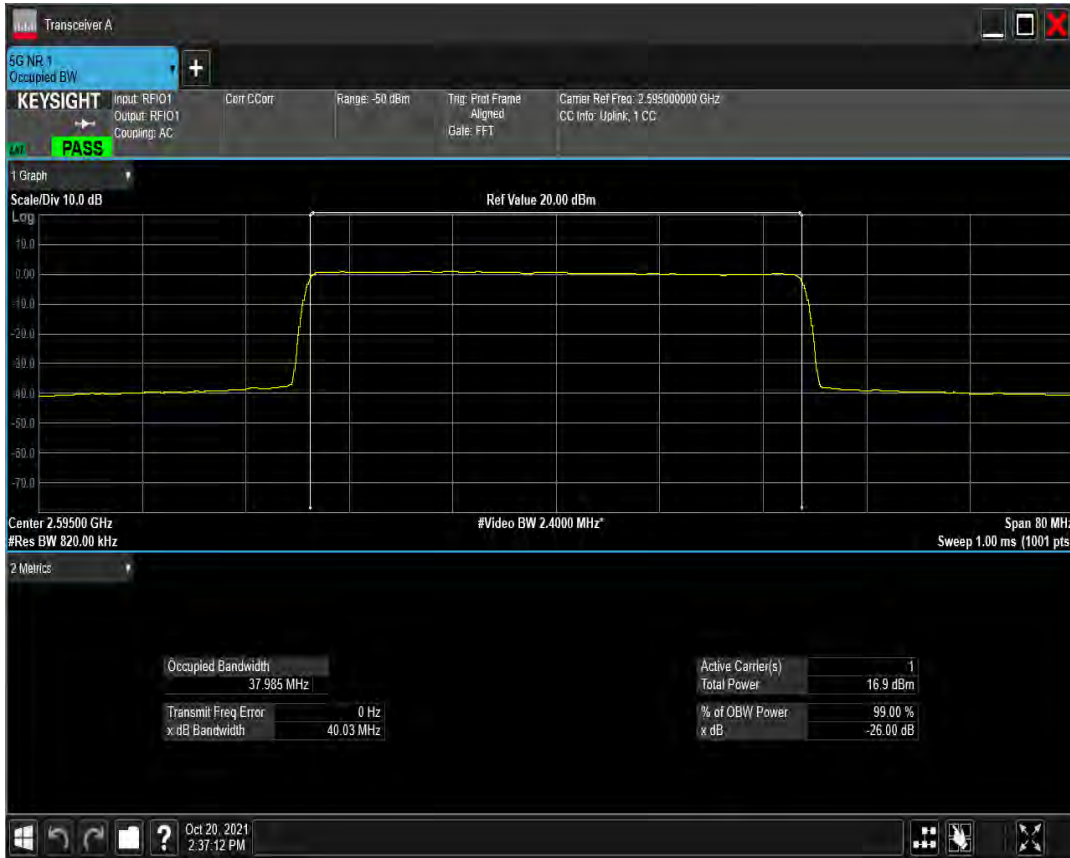 Transceiver A
5G NR 1
Occupied BW
+
KEYSIGHT
PASS
Input: RFIO1
Output: RFIO1
Coupling: AC
Corr CCorr
Range: -50 dBm
Trig: Prot Frame
Aligned
Gate: FFT
Carrier Ref Freq: 2.595000000 GHz
CC Info: Uplink, 1 CC
1 Graph
Scale/Div 10.0 dB
Ref Value 20.00 dBm
Log
10.0
0.00
-10.0
-20.0
-30.0
-40.0
-50.0
-60.0
-70.0
Center 2.59500 GHz
#Video BW 2.4000 MHz*
Span 80 MHz
#Res BW 820.00 kHz
Sweep 1.00 ms (1001 pts
2 Metrics
Occupied Bandwidth
37.985 MHz
Transmit Freq Error 0 Hz
x dB Bandwidth 40.03 MHz
Active Carrier(s) 1
Total Power 16.9 dBm
% of OBW Power 99.00 %
x dB -26.00 dB
?
Oct 20, 2021
2:37:12 PM